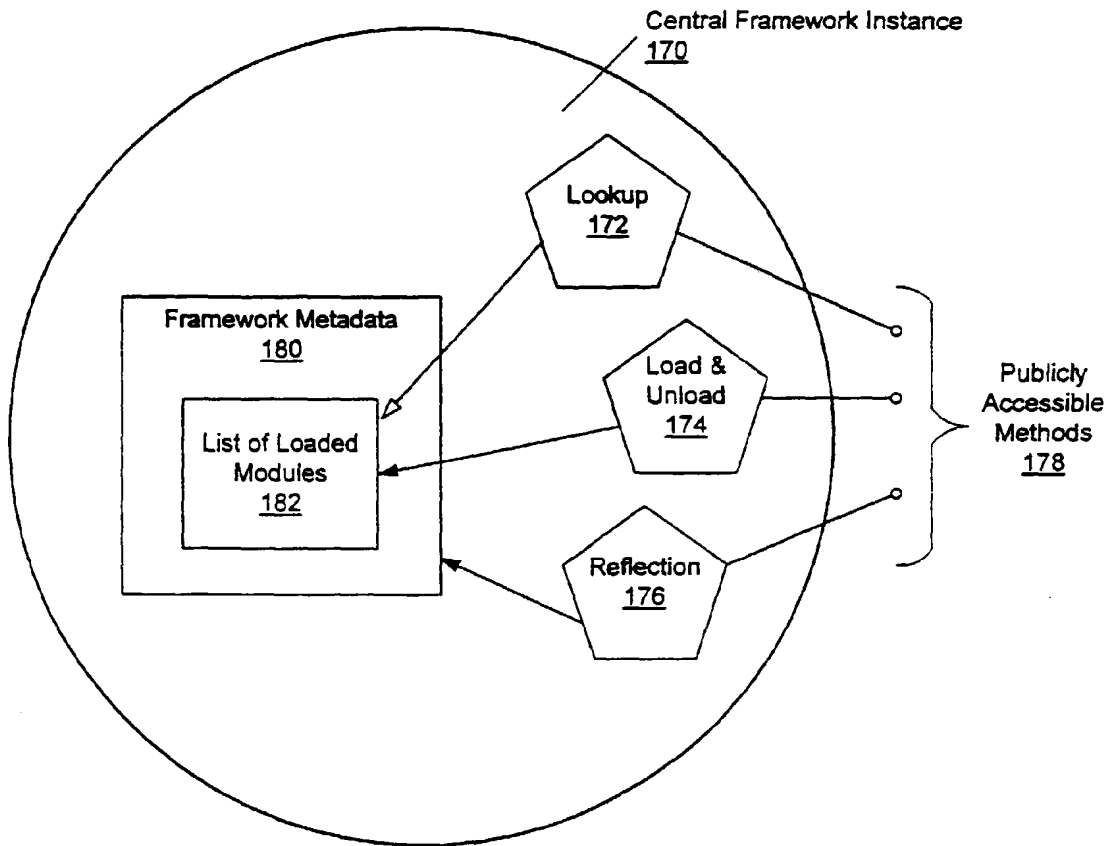 Central Framework Instance
170
Lookup
172
Framework Metadata
180
List of Loaded
Modules
182
Load &
Unload
174
Reflection
176
Publicly
Accessible
Methods
178